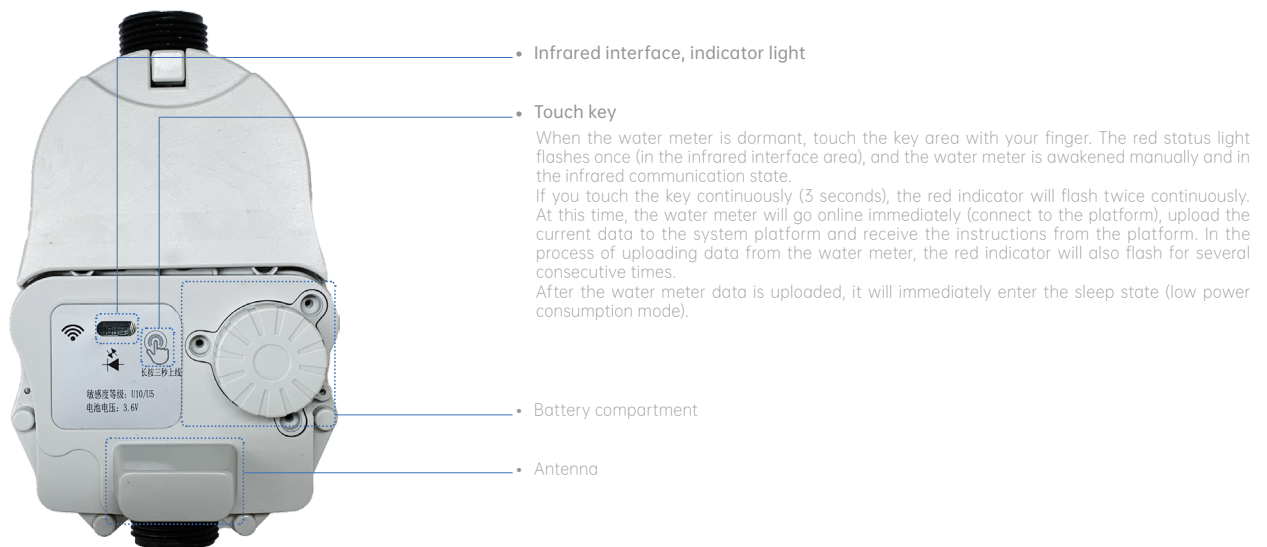 Infrared interface, indicator light
Touch key
When the water meter is dormant, touch the key area with your finger. The red status light
flashes once (in the infrared interface area), and the water meter is awakened manually and in
the infrared communication state.
If you touch the key continuously (3 seconds), the red indicator will flash twice continuously.
At this time, the water meter will go online immediately (connect to the platform), upload the
current data to the system platform and receive the instructions from the platform. In the
process of uploading data from the water meter, the red indicator will also flash for several
consecutive times.
After the water meter data is uploaded, it will immediately enter the sleep state (low power
consumption mode).
长按三秒上线
敏感度等级：U10/U5
电池电压：3.6V
Battery compartment
Antenna